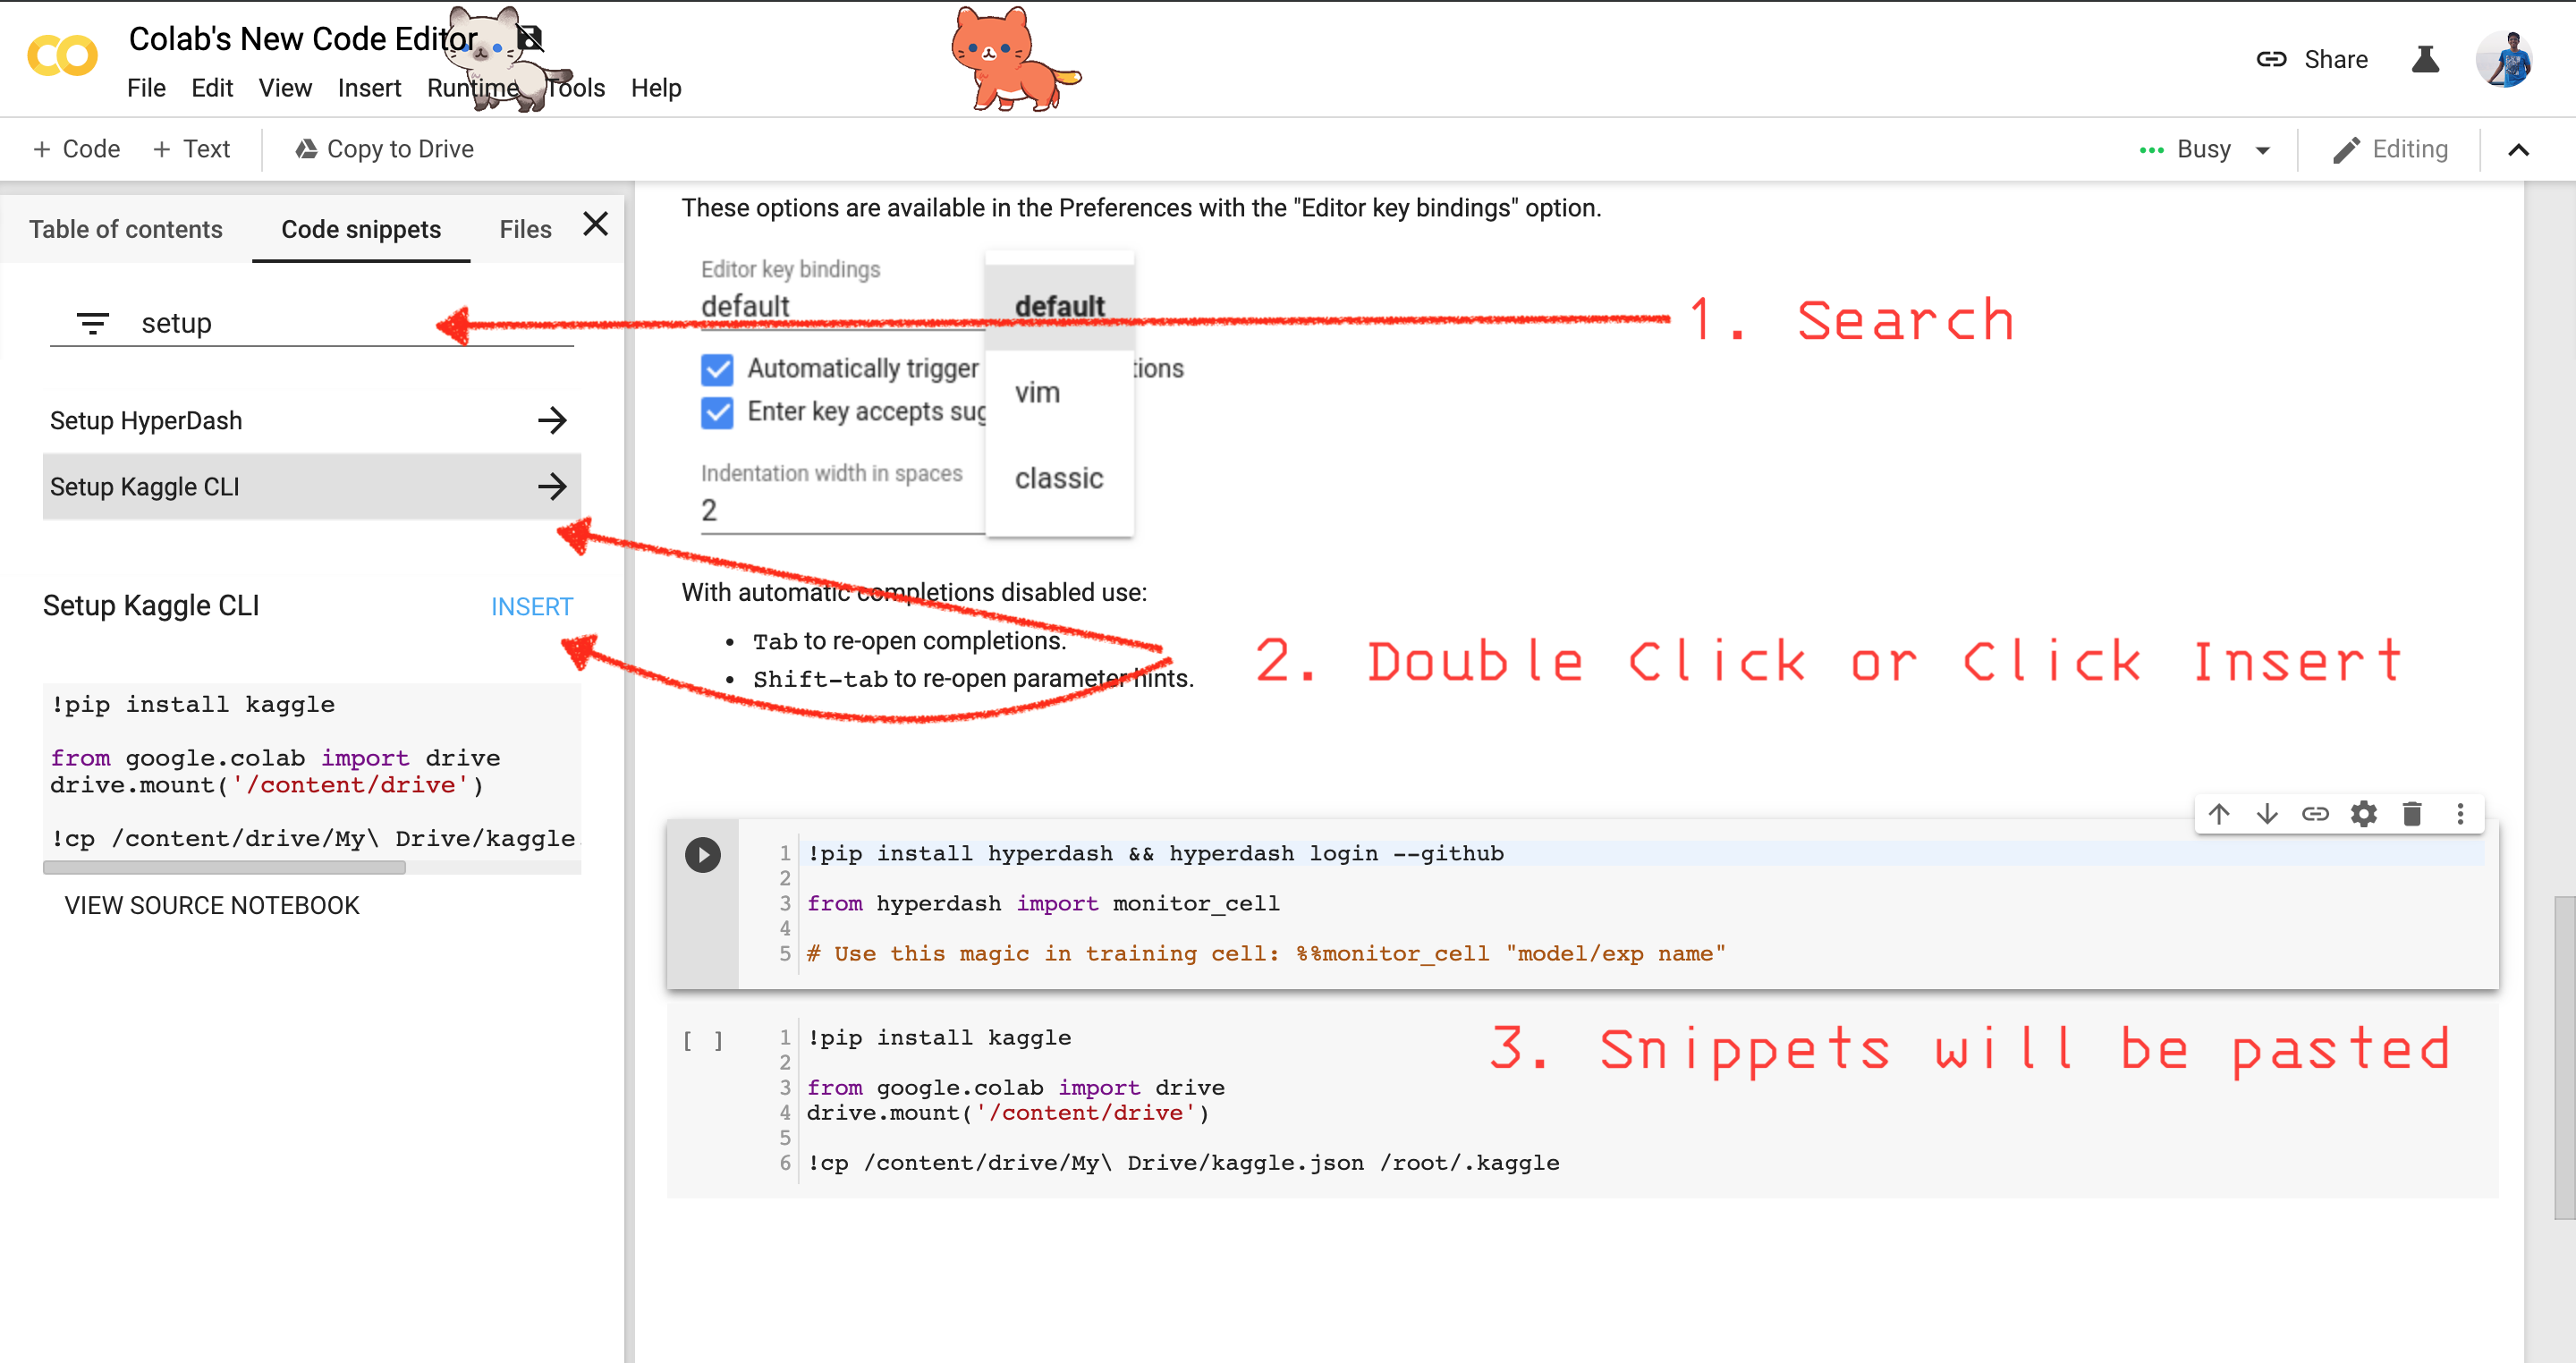 Colab's New Code Editor
File Edit View Insert Runtime Tools Help
Share
+ Code + Text Copy to Drive
Busy Editing
Table of contents Code snippets Files
setup
Setup HyperDash
Setup Kaggle CLI
Setup Kaggle CLI INSERT
!pip install kaggle
from google.colab import drive
drive.mount('/content/drive')
!cp /content/drive/My\ Drive/kaggle.
VIEW SOURCE NOTEBOOK
These options are available in the Preferences with the "Editor key bindings" option.
Editor key bindings
default
default
vim
classic
Automatically trigger tions
Enter key accepts sug
Indentation width in spaces
2
1. Search
With automatic completions disabled use:
• Tab to re-open completions.
• Shift-tab to re-open parameter hints.
2. Double Click or Click Insert
1 !pip install hyperdash && hyperdash login --github
2
3 from hyperdash import monitor_cell
4
5 # Use this magic in training cell: %%monitor_cell "model/exp name"
[ ]
1 !pip install kaggle
2
3 from google.colab import drive
4 drive.mount('/content/drive')
5
6 !cp /content/drive/My\ Drive/kaggle.json /root/.kaggle
3. Snippets will be pasted